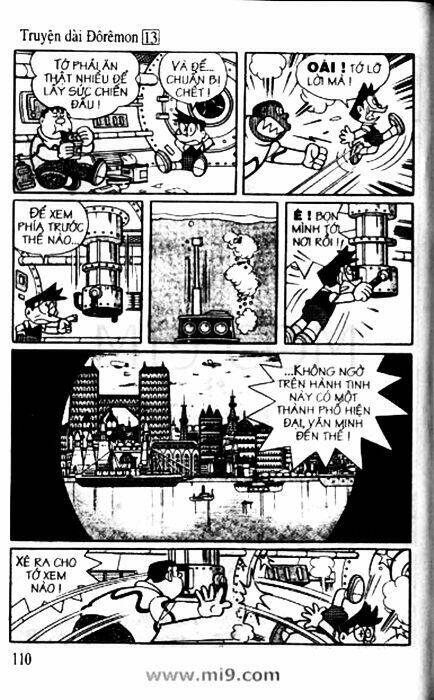 Truyện dài Đôrêmon 13
TỚ PHẢI ĂN
THẬT NHIỀU ĐỂ
LẤY SỨC CHIẾN
ĐẤU !
VÀ ĐỂ...
CHUẨN BỊ
CHẾT !
OÁI ! TỚ LỠ
LỜI MÀ !
ĐỂ XEM
PHÍA TRƯỚC
THẾ NÀO...
Ê ! BỌN
MÌNH TỚI
NƠI RỒI !
MI9.COM
...KHÔNG NGỜ
TRÊN HÀNH TINH
NÀY CÓ MỘT
THÀNH PHỐ HIỆN
ĐẠI, VĂN MINH
ĐẾN THẾ !
XÊ RA CHO
TỚ XEM
NÀO !
110
www.mi9.com